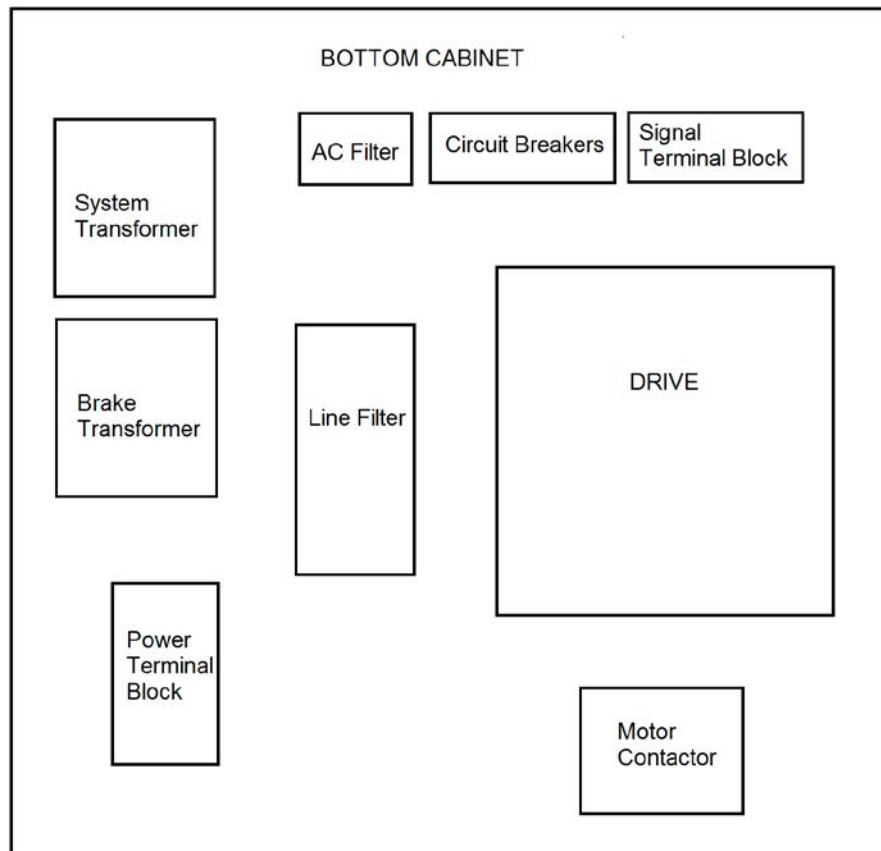 BOTTOM CABINET
AC Filter
Circuit Breakers
Signal
Terminal Block
System
Transformer
DRIVE
Brake
Transformer
Line Filter
Power
Terminal
Block
Motor
Contactor